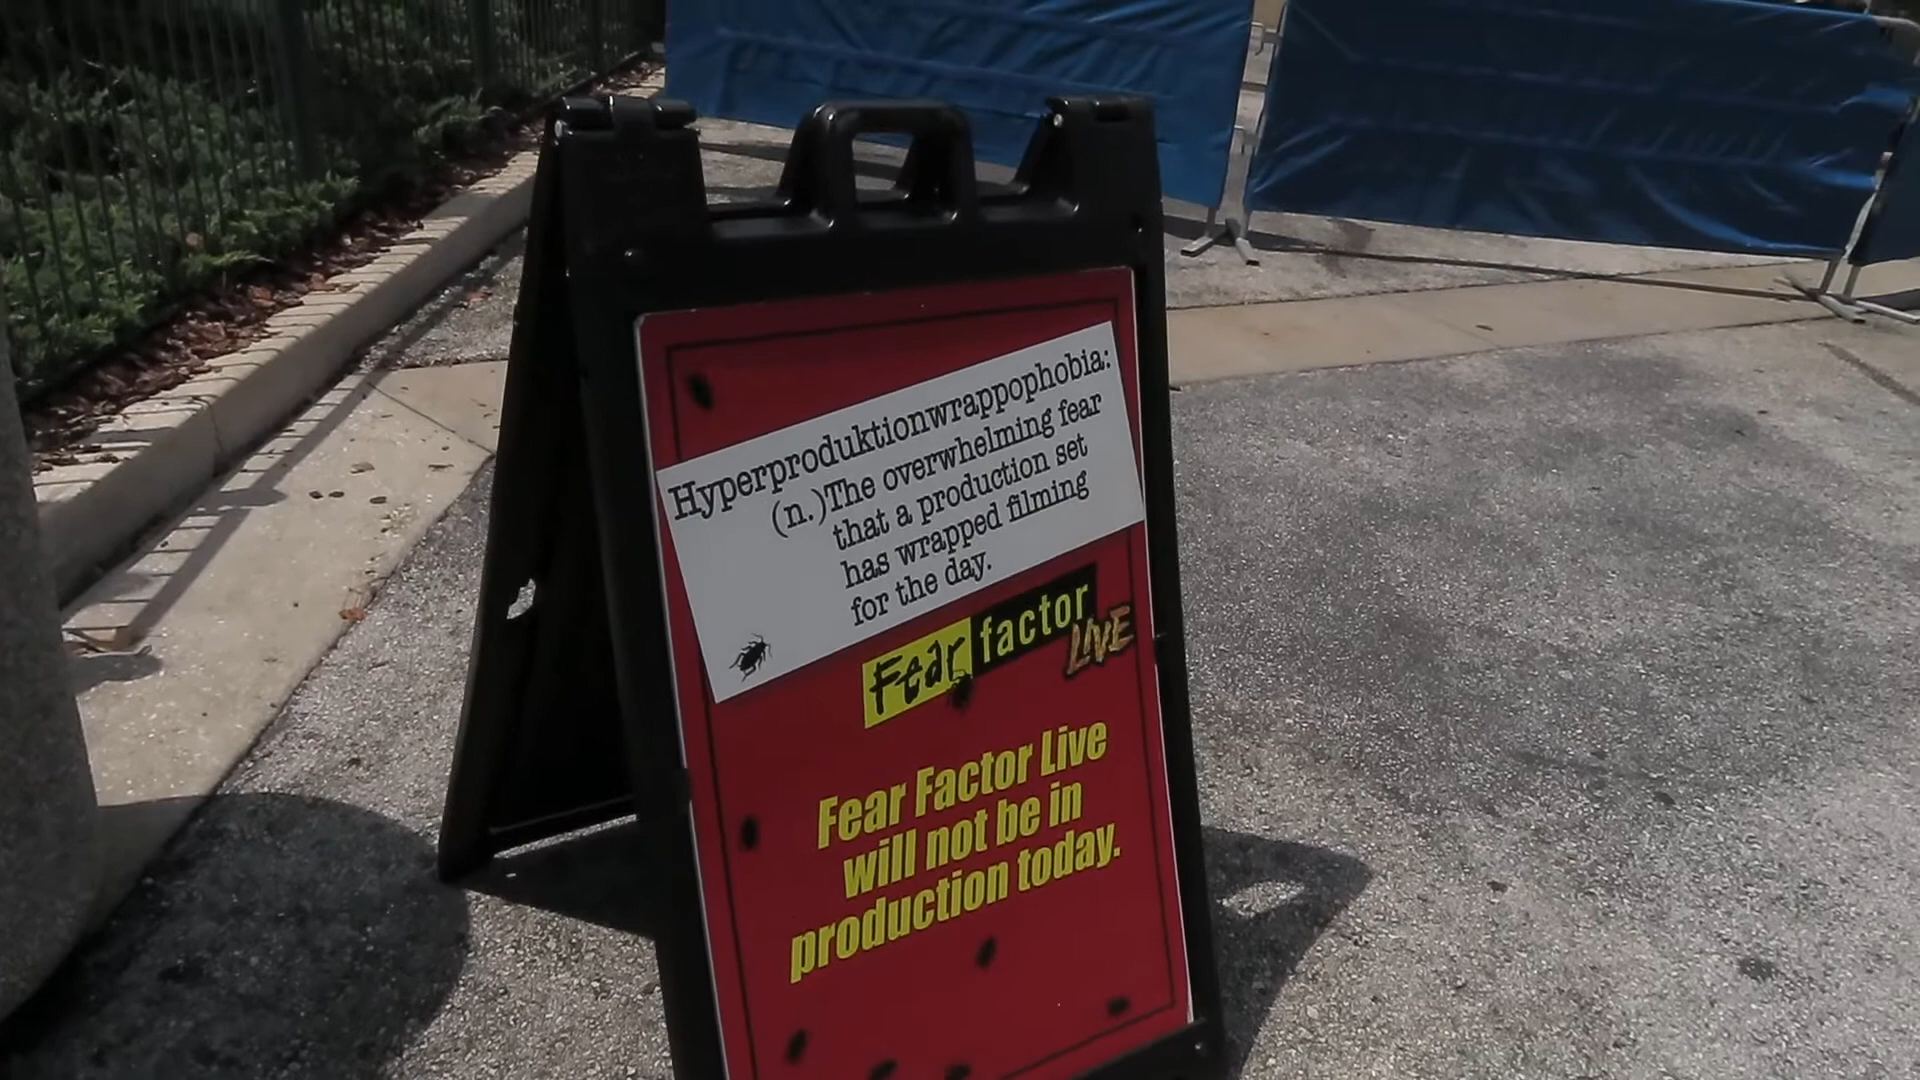 Hyperproduktionwrappophobia:
(n.)The overwhelming fear
that a production set
has wrapped filming
for the day.
Fear factor
LIVE
Fear Factor Live
will not be in
production today.